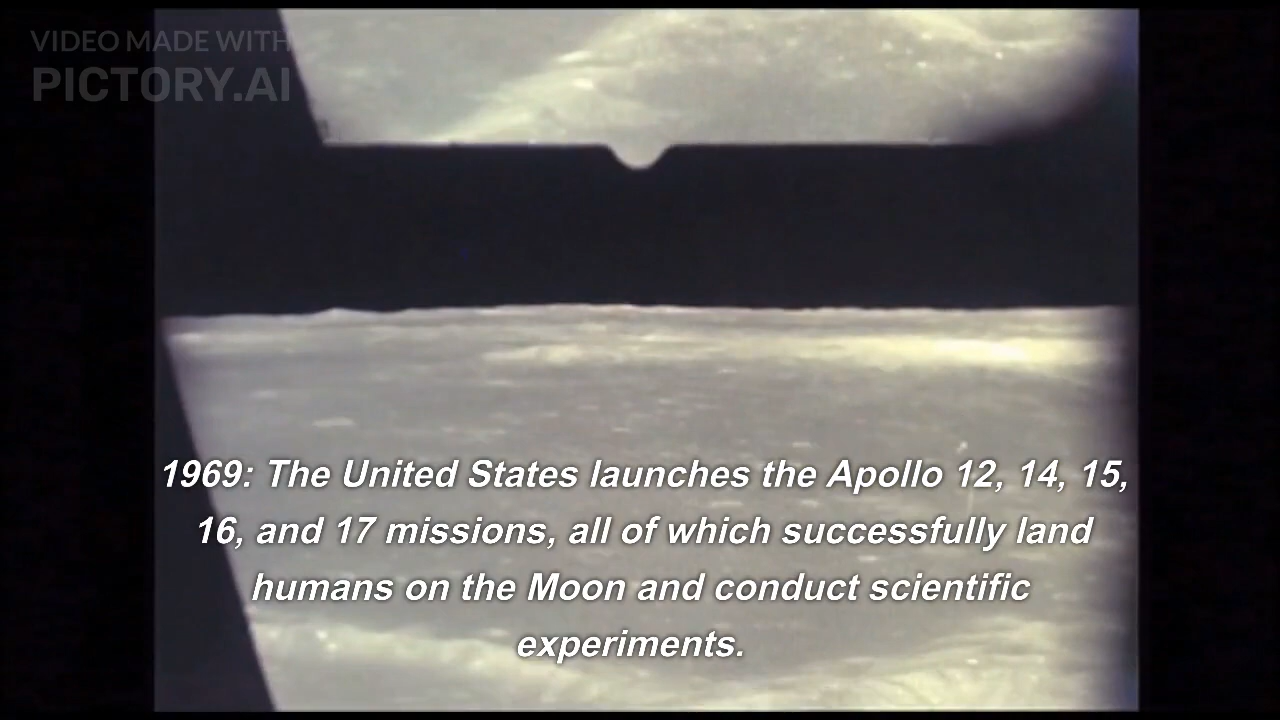 VIDEO MADE WITH
PICTORY.AI
1969: The United States launches the Apollo 12, 14, 15,
16, and 17 missions, all of which successfully land
humans on the Moon and conduct scientific
experiments.